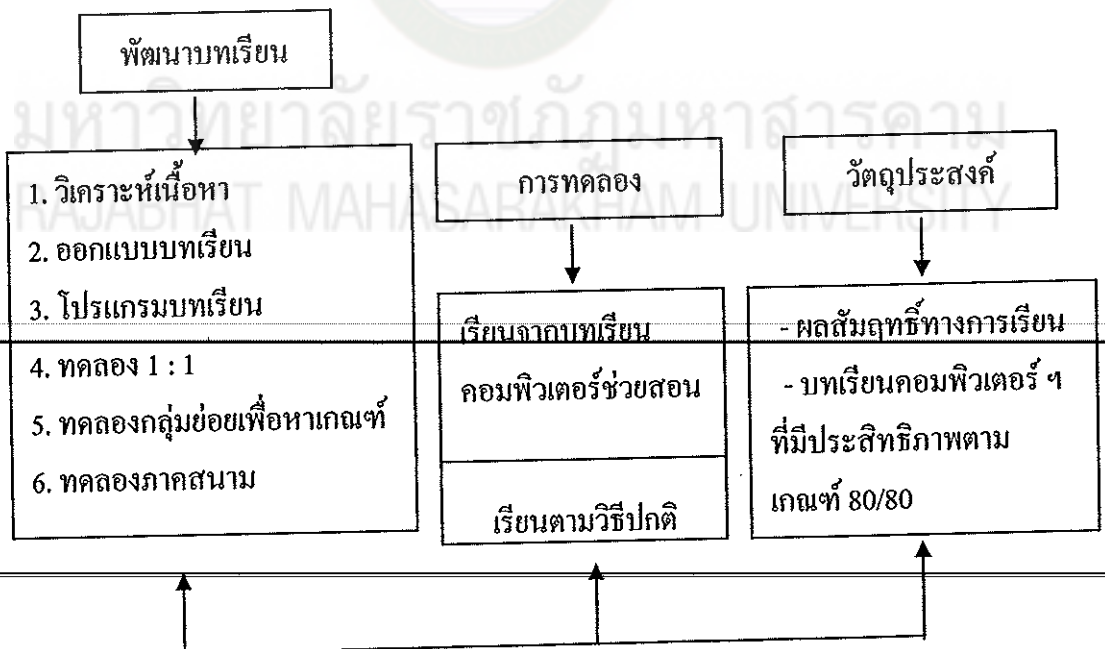 พัฒนาบทเรียน
มหาวิทยาลัยราชภัฏมหาสารคาม
RAJABHAT MAHASARAKHAM UNIVERSITY
1. วิเคราะห์เนื้อหา
2. ออกแบบบทเรียน
3. โปรแกรมบทเรียน
4. ทดลอง 1 : 1
5. ทดลองกลุ่มย่อยเพื่อหาเกณฑ์
6. ทดลองภาคสนาม
การทดลอง
เรียนจากบทเรียน
คอมพิวเตอร์ช่วยสอน
เรียนตามวิธีปกติ
วัตถุประสงค์
- ผลสัมฤทธิ์ทางการเรียน
- บทเรียนคอมพิวเตอร์ ฯ
ที่มีประสิทธิภาพตาม
เกณฑ์ 80/80